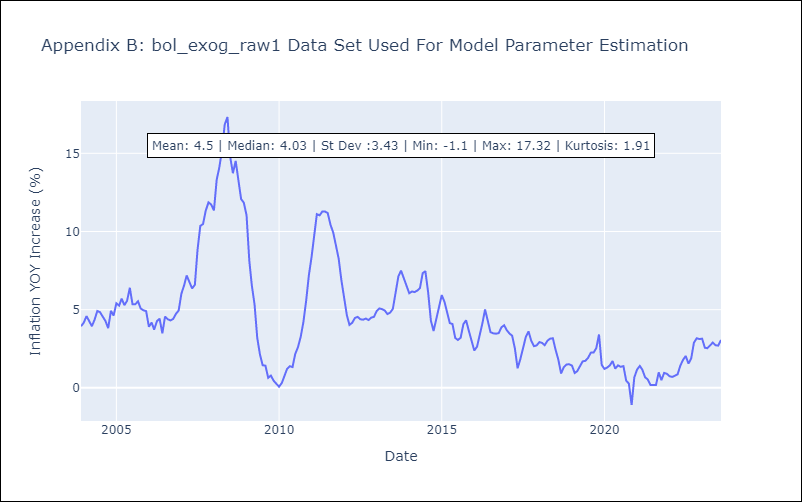 Appendix B: bol_exog_raw1 Data Set Used For Model Parameter Estimation
Mean: 4.5 | Median: 4.03 | St Dev :3.43 | Min: -1.1 | Max: 17.32 | Kurtosis: 1.91
Inflation YOY Increase (%)
15
10
5
0
2005
2010
2015
2020
Date